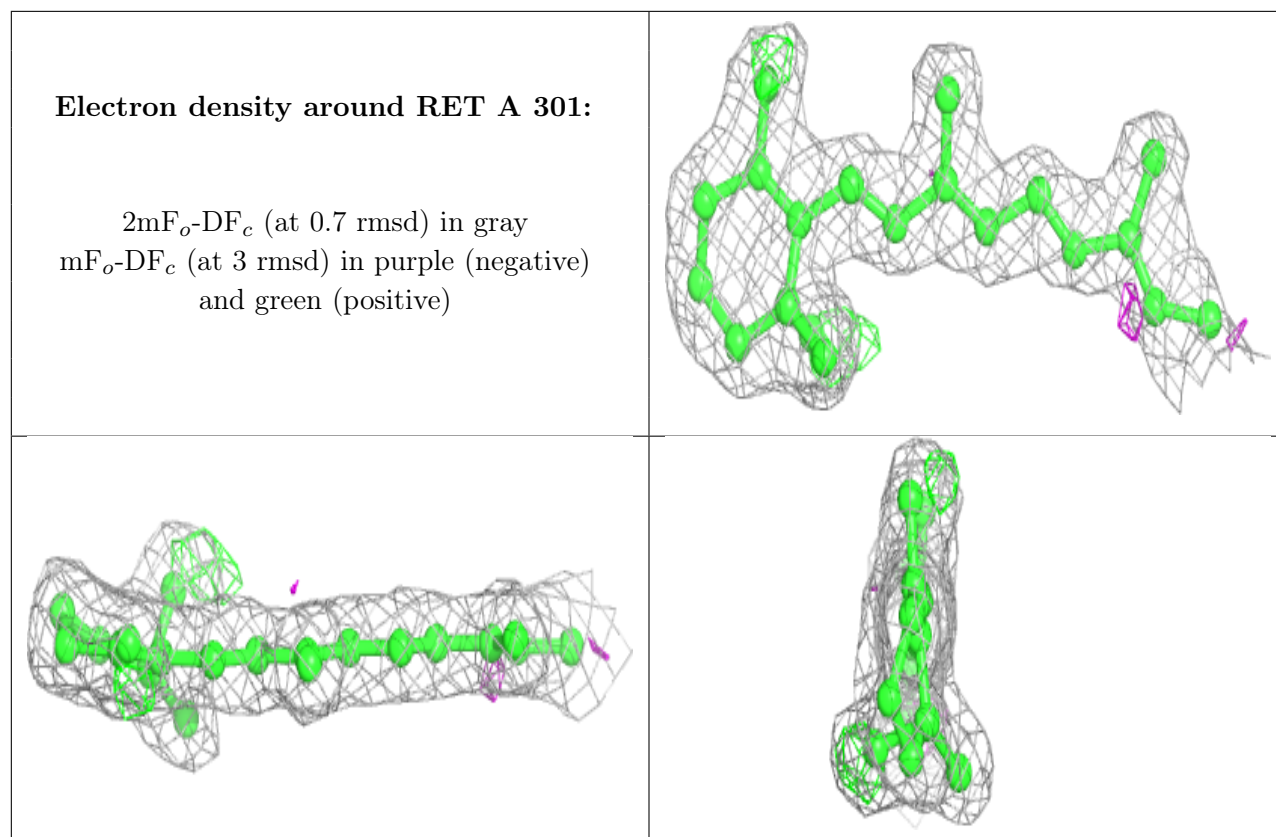 Electron density around RET A 301:
2mFo-DFc (at 0.7 rmsd) in gray
mFo-DFc (at 3 rmsd) in purple (negative)
and green (positive)